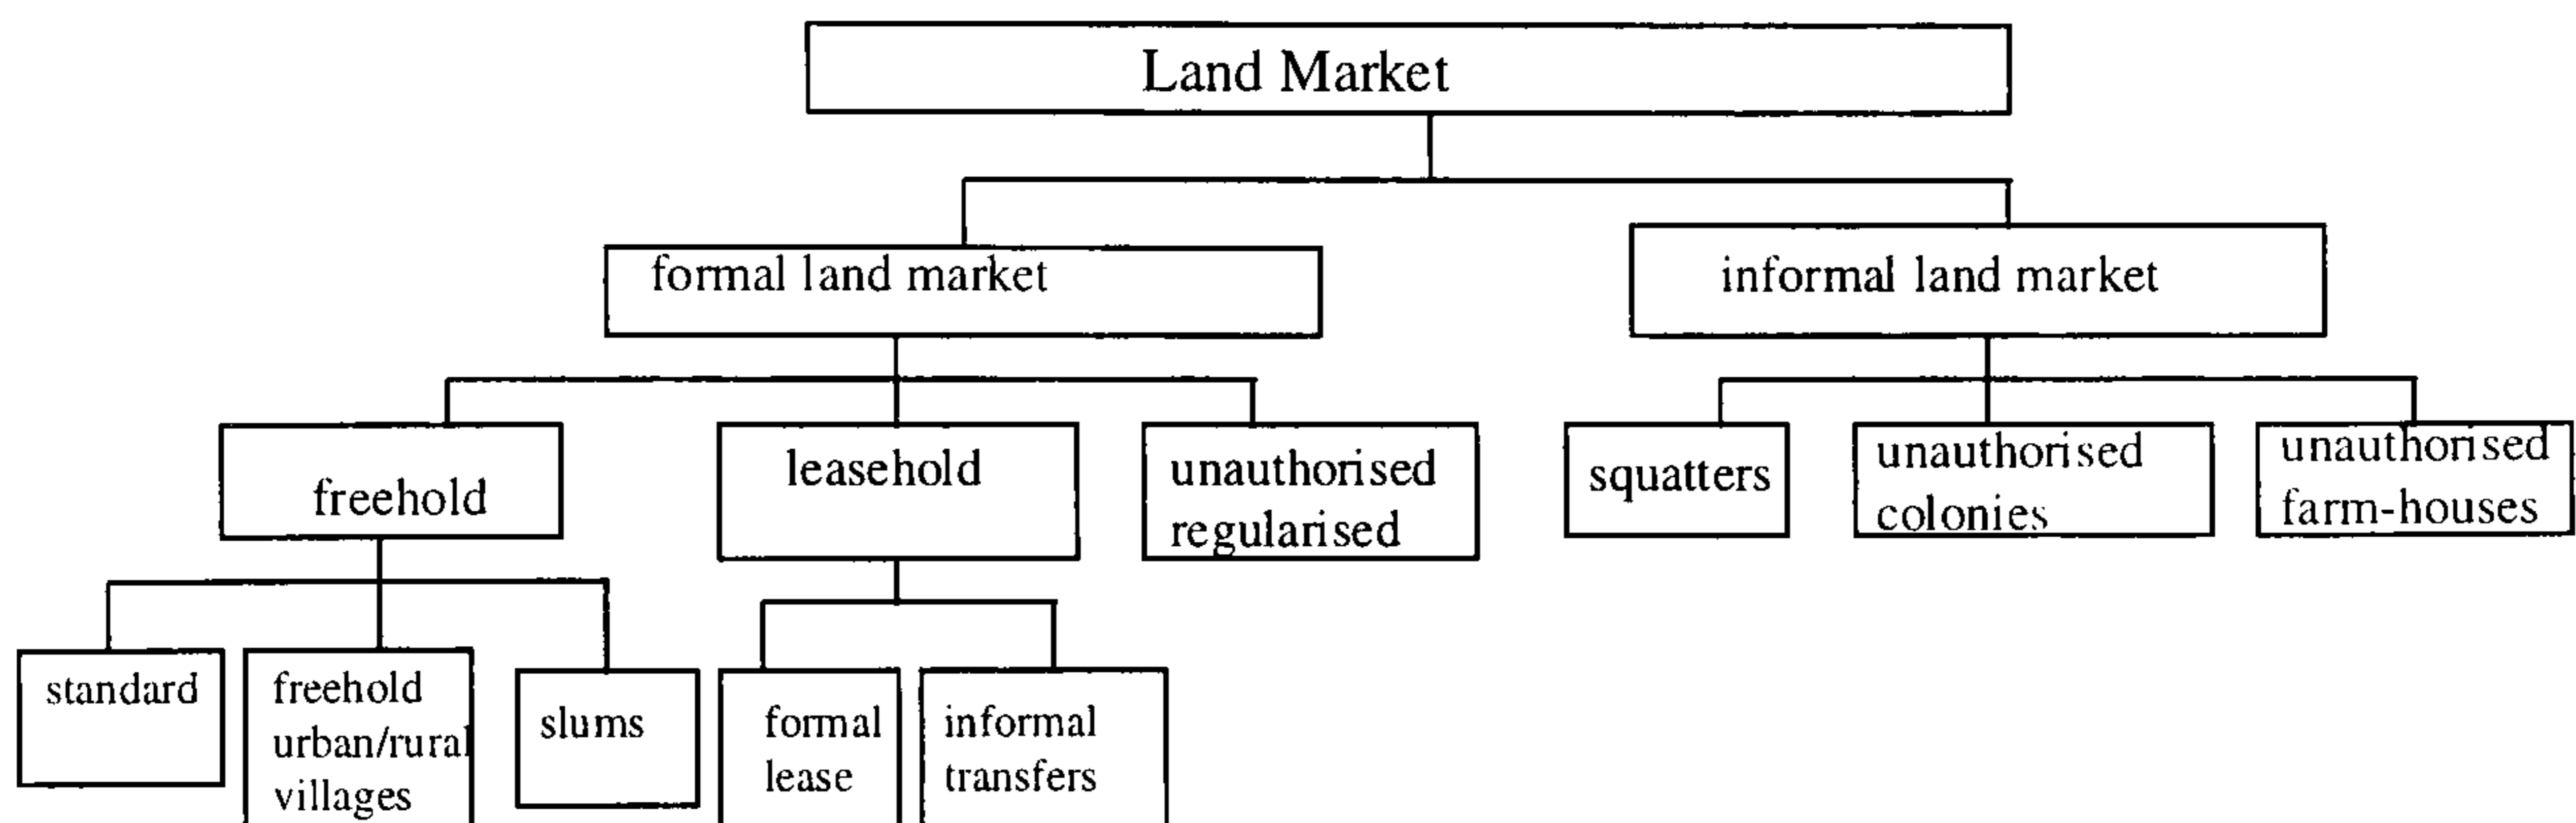 Land Market
formal land market
informal land market
freehold
leasehold
unauthorised
regularised
squatters
unauthorised
colonies
unauthorised
farm-houses
standard
freehold
urban/rural
villages
slums
formal
lease
informal
transfers